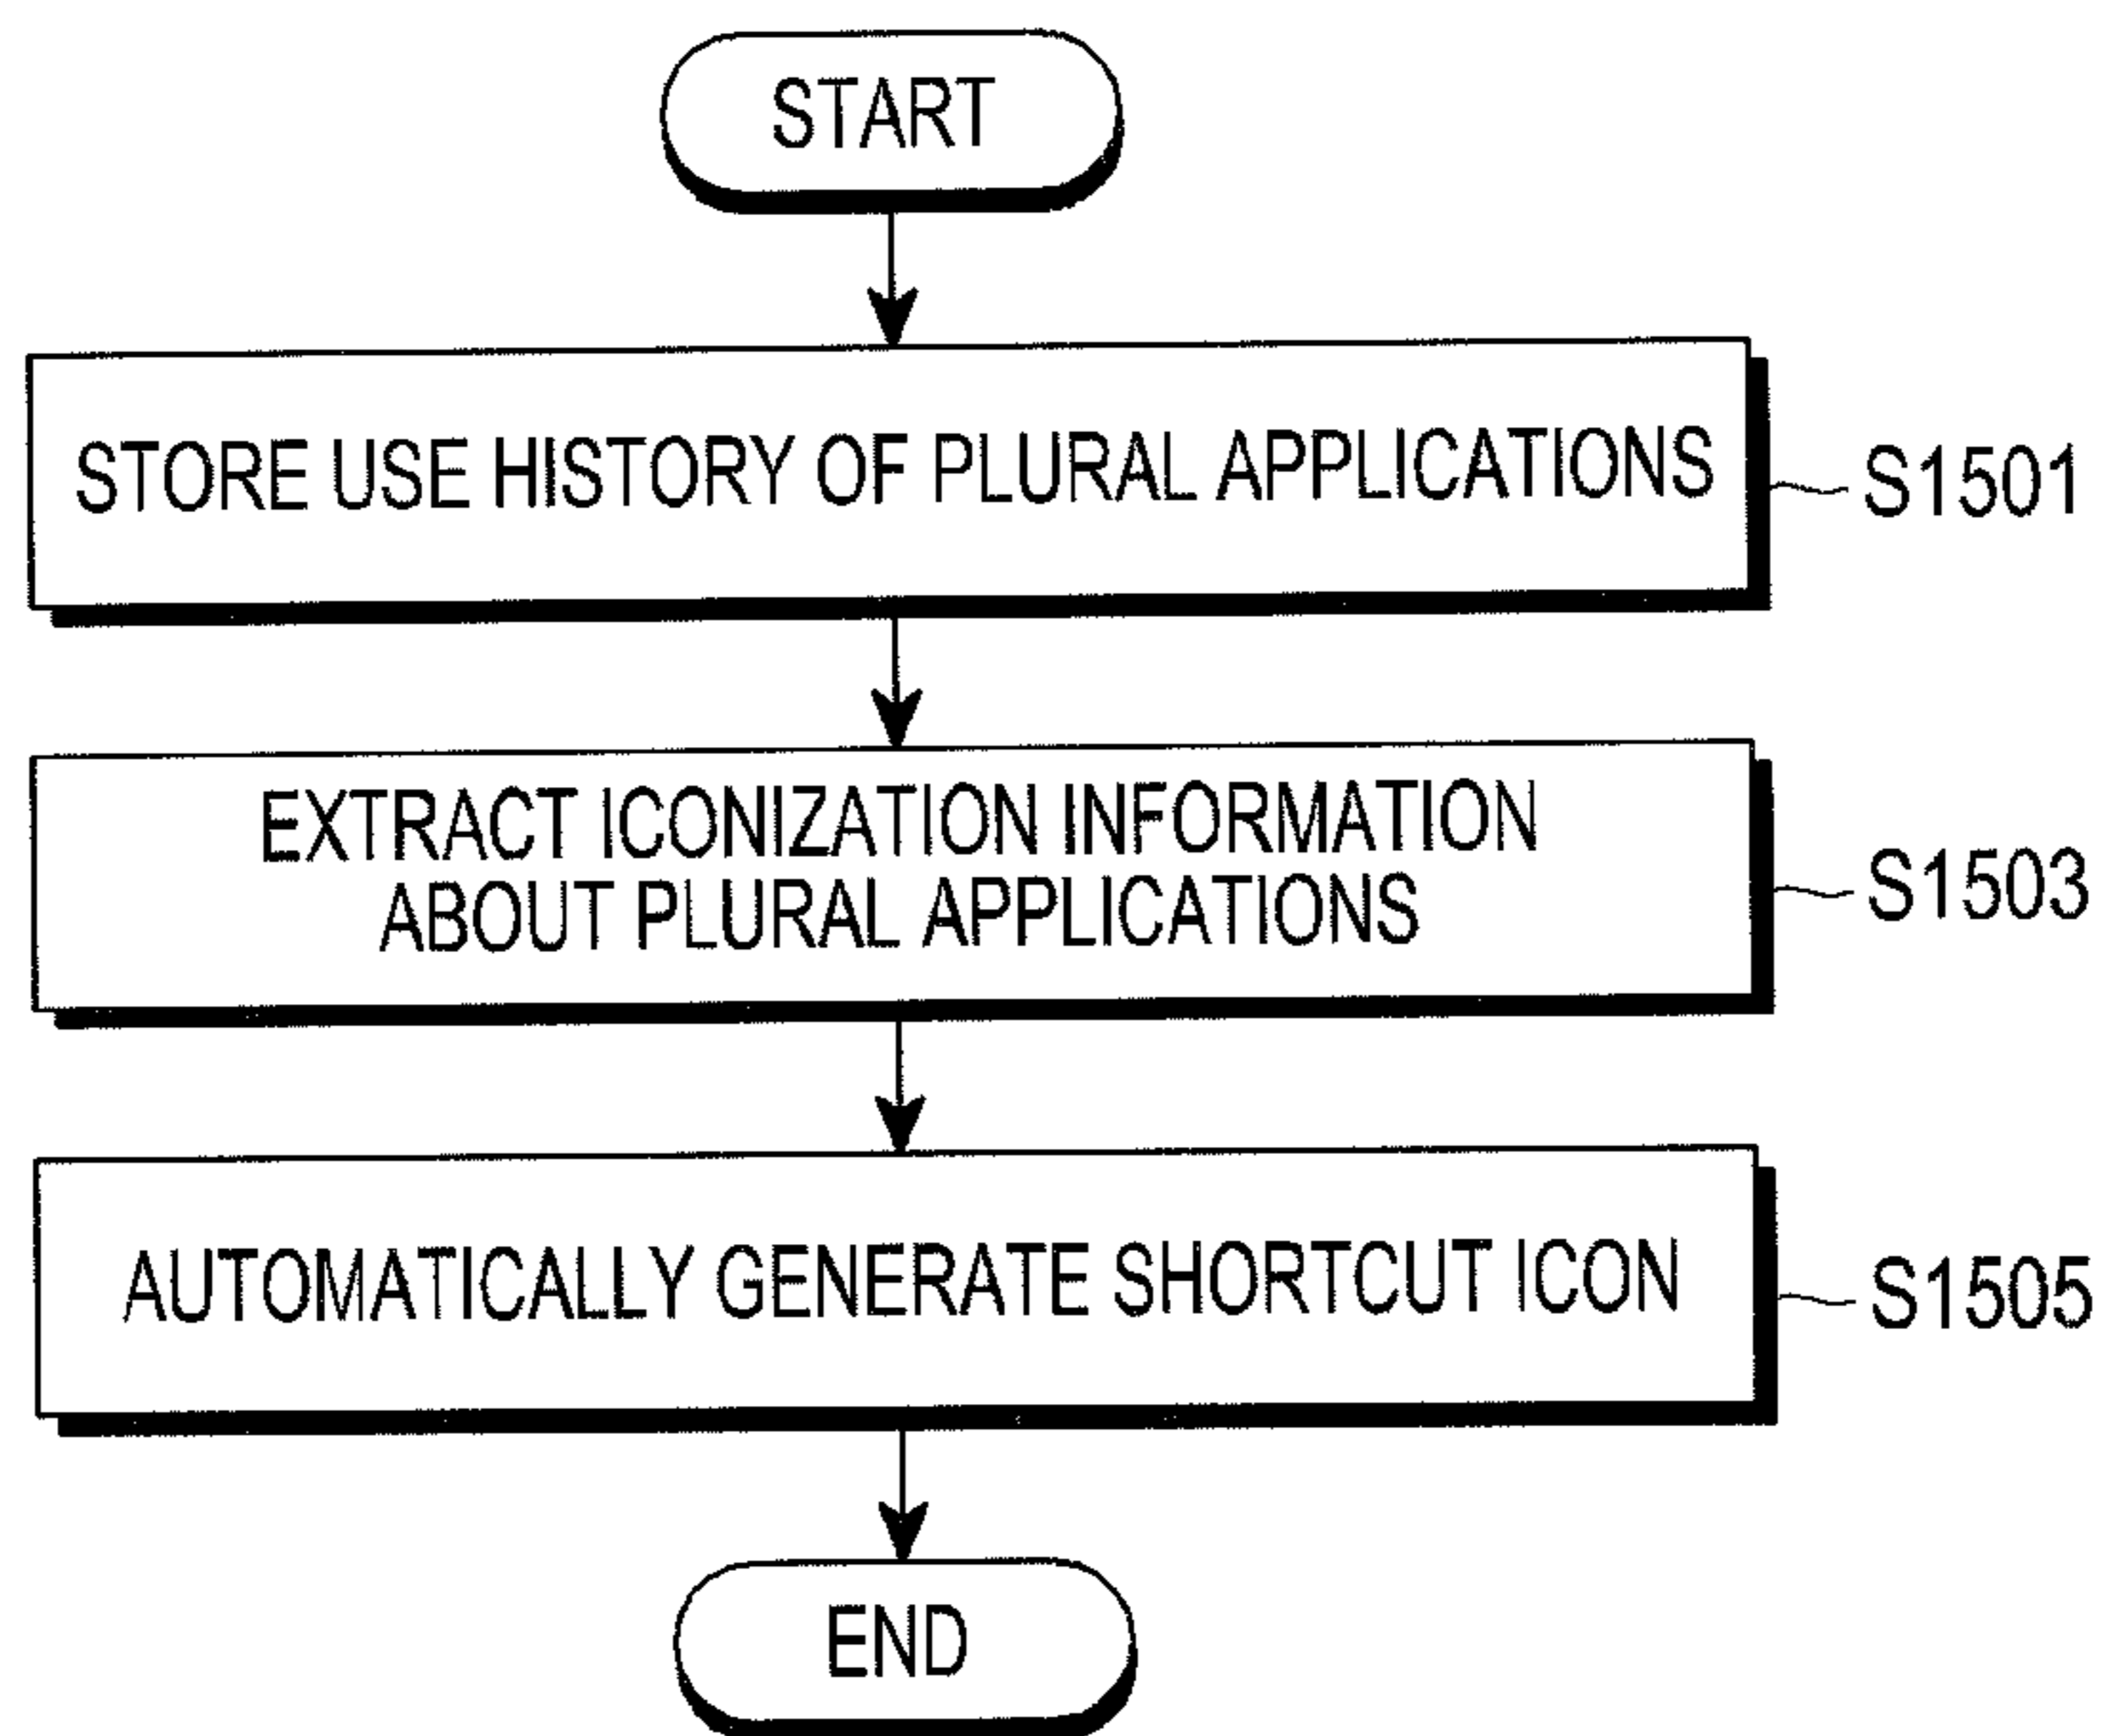 START
STORE USE HISTORY OF PLURAL APPLICATIONS
S1501
EXTRACT ICONIZATION INFORMATION
ABOUT PLURAL APPLICATIONS
S1503
AUTOMATICALLY GENERATE SHORTCUT ICON
S1505
END